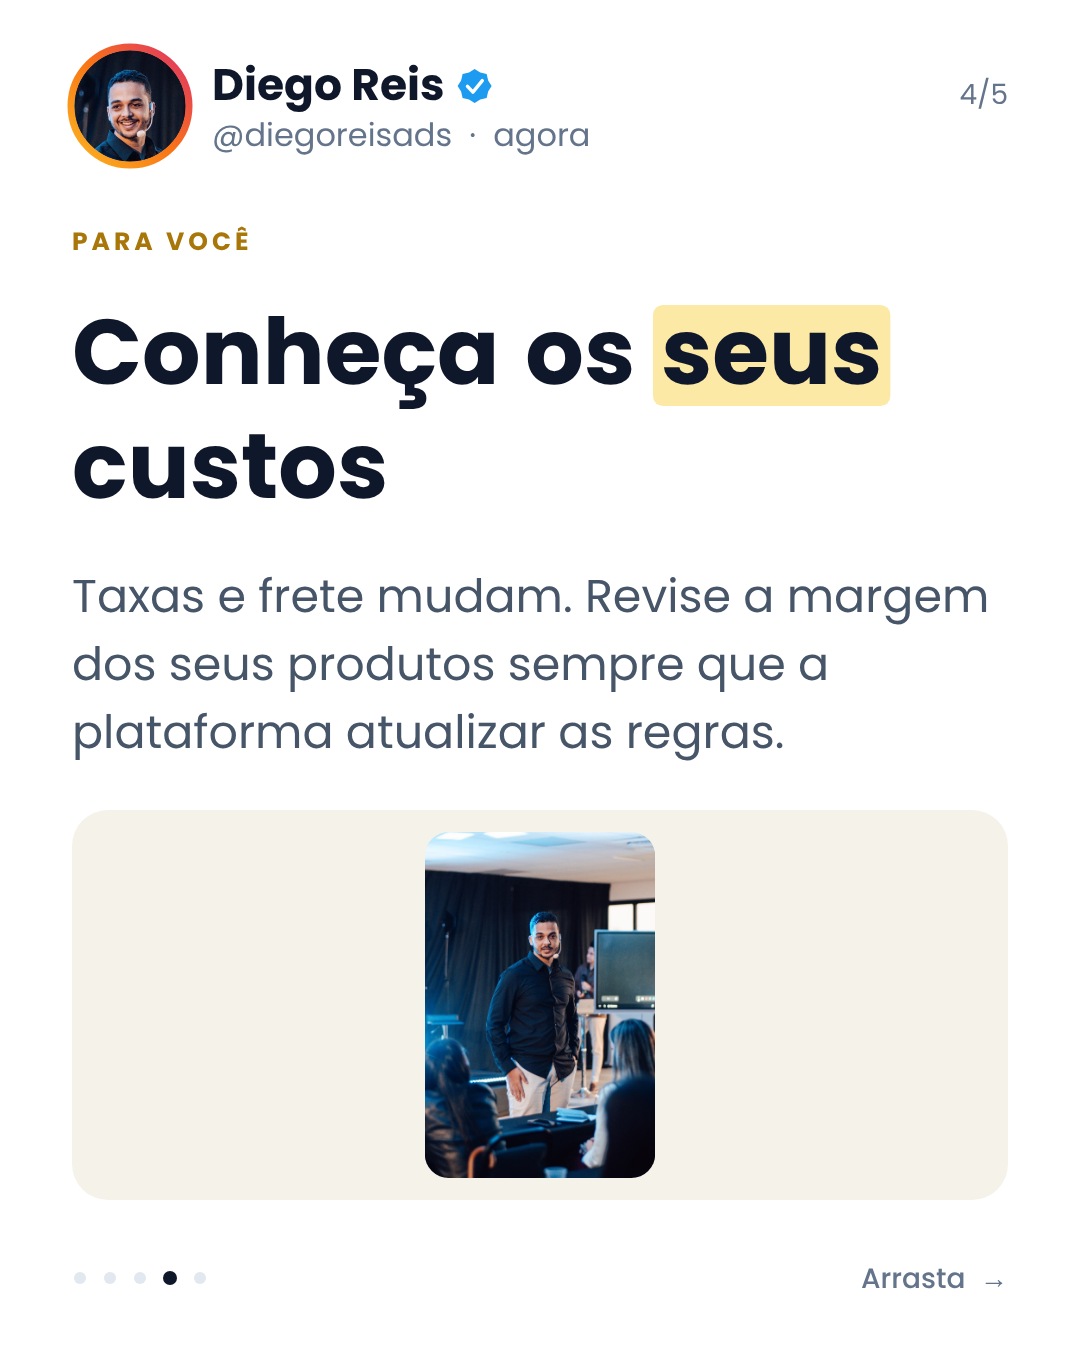 Diego Reis
4/5
@diegoreisads · agora
PARA VOCÊ
Conheça os seus
custos
Taxas e frete mudam. Revise a margem
dos seus produtos sempre que a
plataforma atualizar as regras.
Arrasta →